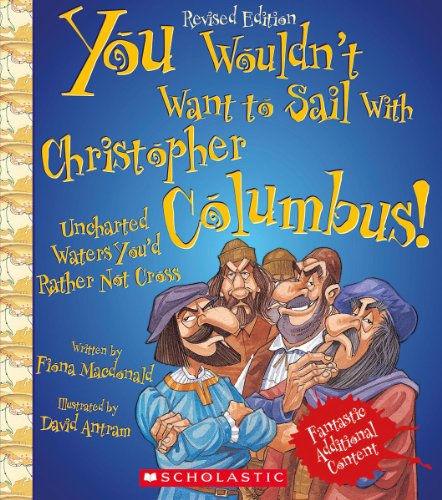 Revised Edition
You Wouldn't
Want to Sail With
Christopher
Columbus!
Uncharted
Waters You'd
Rather Not Cross
Written by
Fiona Macdonald
Illustrated by
David Antram
Fantastic
Additional
Content
SCHOLASTIC